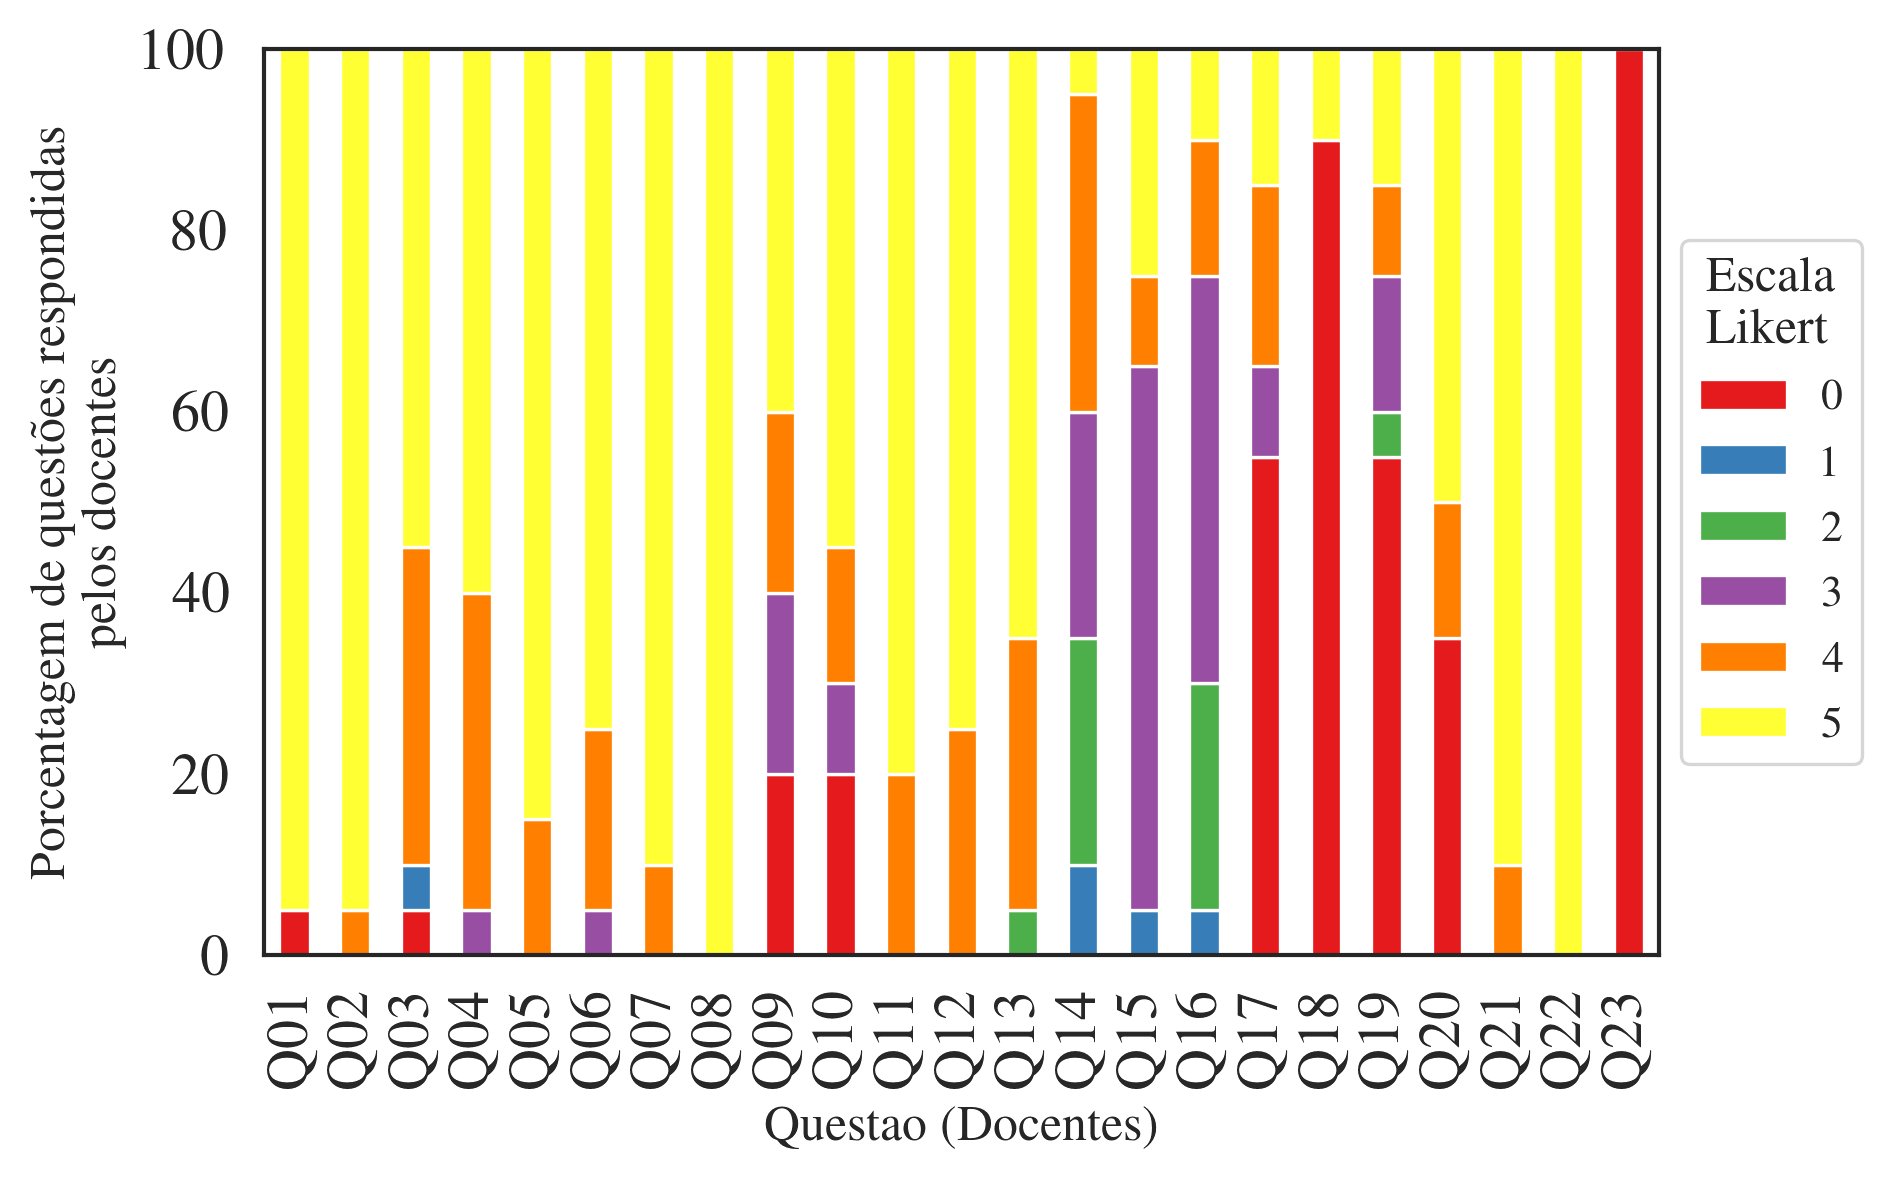 Porcentagem de questões respondidas
pelos docentes
100
80
60
40
20
0
Q01
Q02
Q03
Q04
Q05
Q06
Q07
Q08
Q09
Q10
Q11
Q12
Q13
Q14
Q15
Q16
Q17
Q18
Q19
Q20
Q21
Q22
Q23
Questao (Docentes)
Escala
Likert
0
1
2
3
4
5